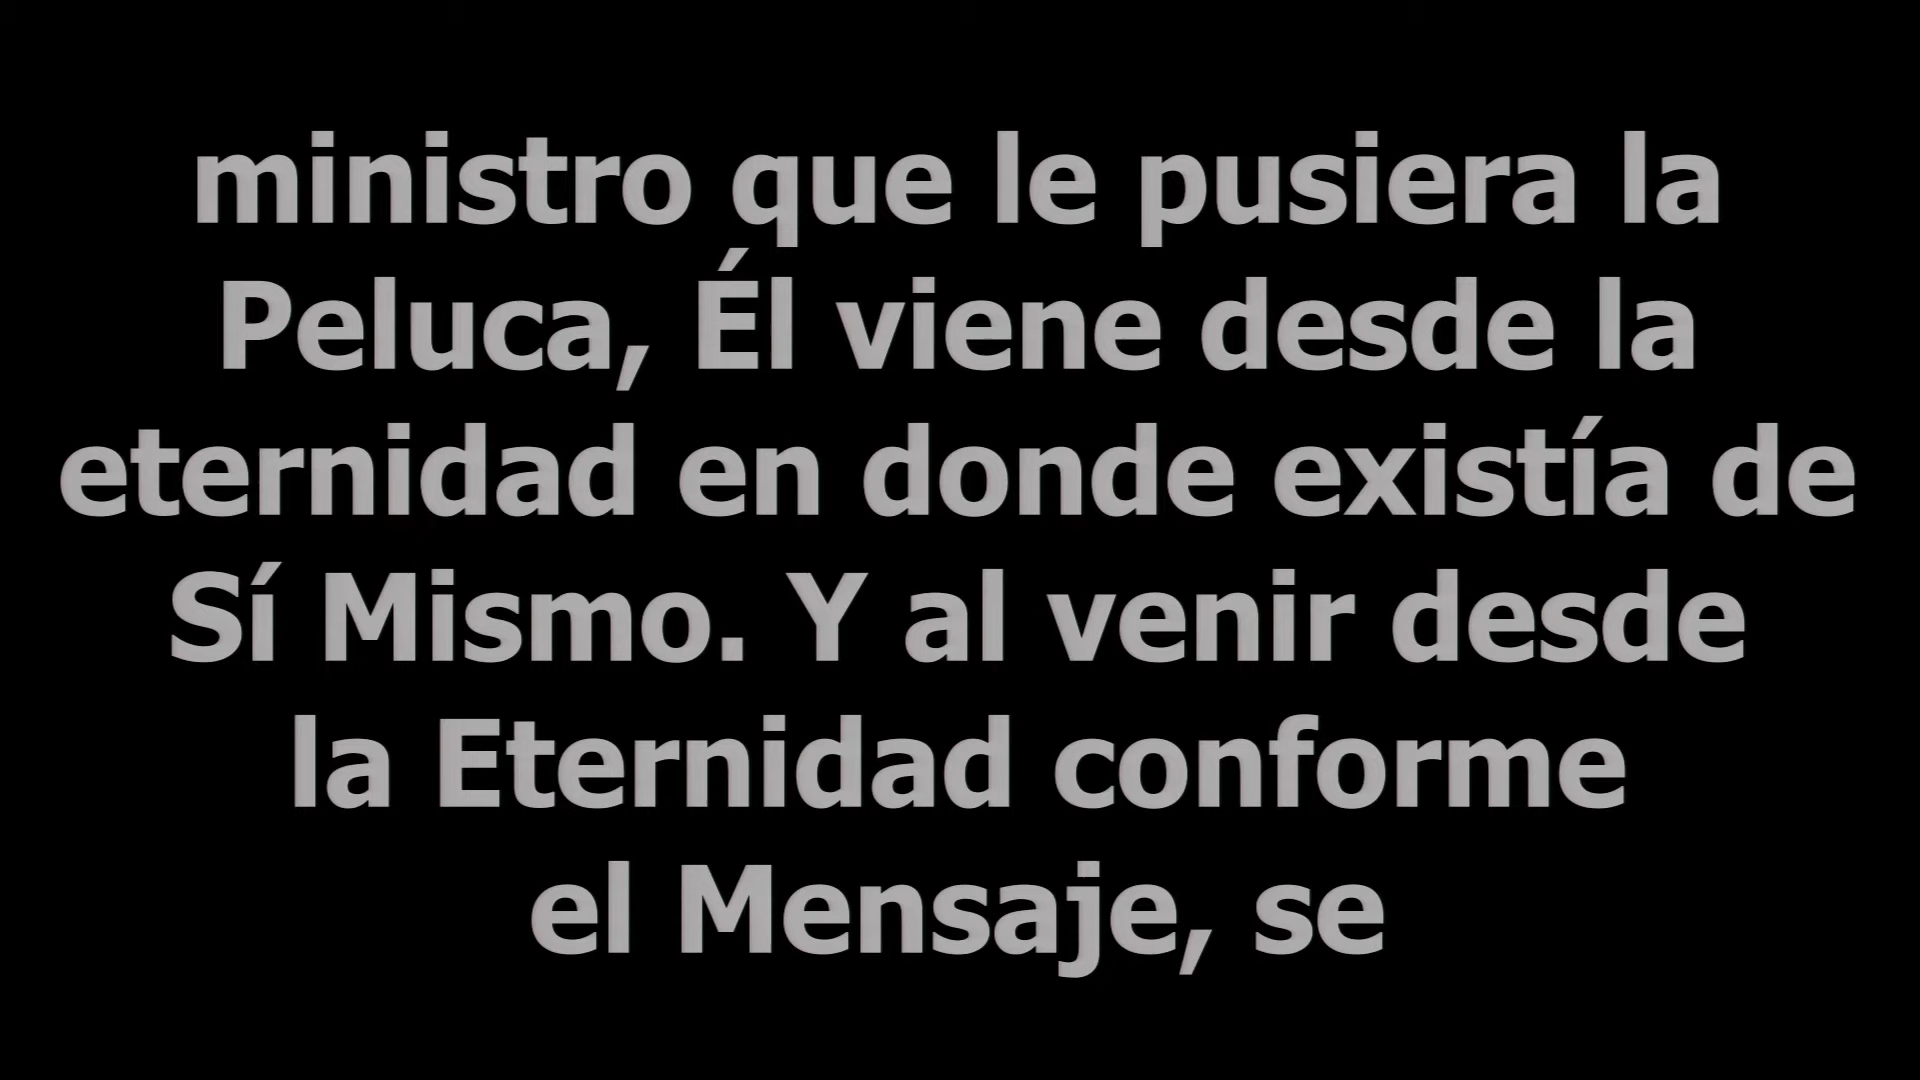 ministro que le pusiera la
Peluca, Él viene desde la
eternidad en donde existía de
Sí Mismo. Y al venir desde
la Eternidad conforme
el Mensaje, se